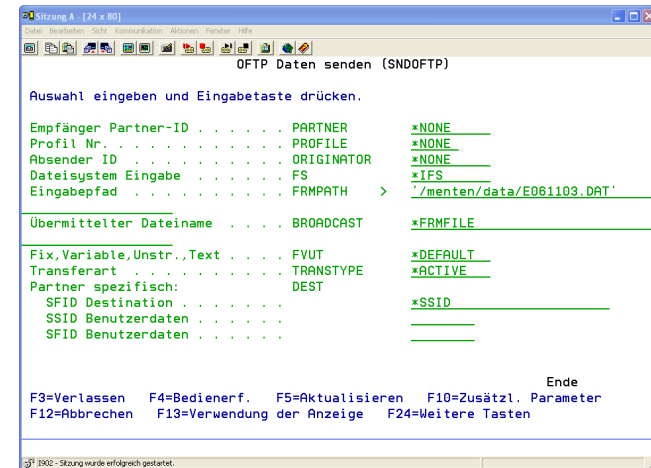 Sitzung A - [24 x 80]
Datei Bearbeiten Sicht Kommunikation Aktionen Fenster Hilfe
OFTP Daten senden (SNDOFTP)
Auswahl eingeben und Eingabetaste drücken.
Empfänger Partner-ID . . . . . . PARTNER *NONE
Profil Nr. . . . . . . . . . . . PROFILE *NONE
Absender ID . . . . . . . . . . ORIGINATOR *NONE
Dateisystem Eingabe . . . . . . FS *IFS
Eingabepfad . . . . . . . . . . FRMPATH > '/menten/data/E061103.DAT'
Übermittelter Dateiname . . . . BROADCAST *FRMFILE
Fix,Variable,Unstr.,Text . . . . FVUT *DEFAULT
Transferart . . . . . . . . . . TRANSTYPE *ACTIVE
Partner spezifisch: DEST
SFID Destination . . . . . . . *SSID
SSID Benutzerdaten . . . . . .
SFID Benutzerdaten . . . . . .
Ende
F3=Verlassen F4=Bedienerf. F5=Aktualisieren F10=Zusätzl. Parameter
F12=Abbrechen F13=Verwendung der Anzeige F24=Weitere Tasten
I902 - Sitzung wurde erfolgreich gestartet.